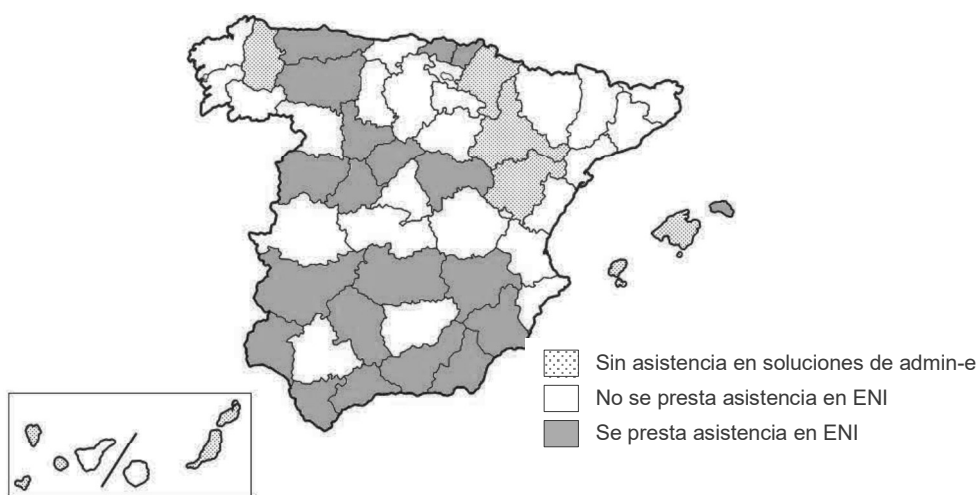 Sin asistencia en soluciones de admin-e
No se presta asistencia en ENI
Se presta asistencia en ENI